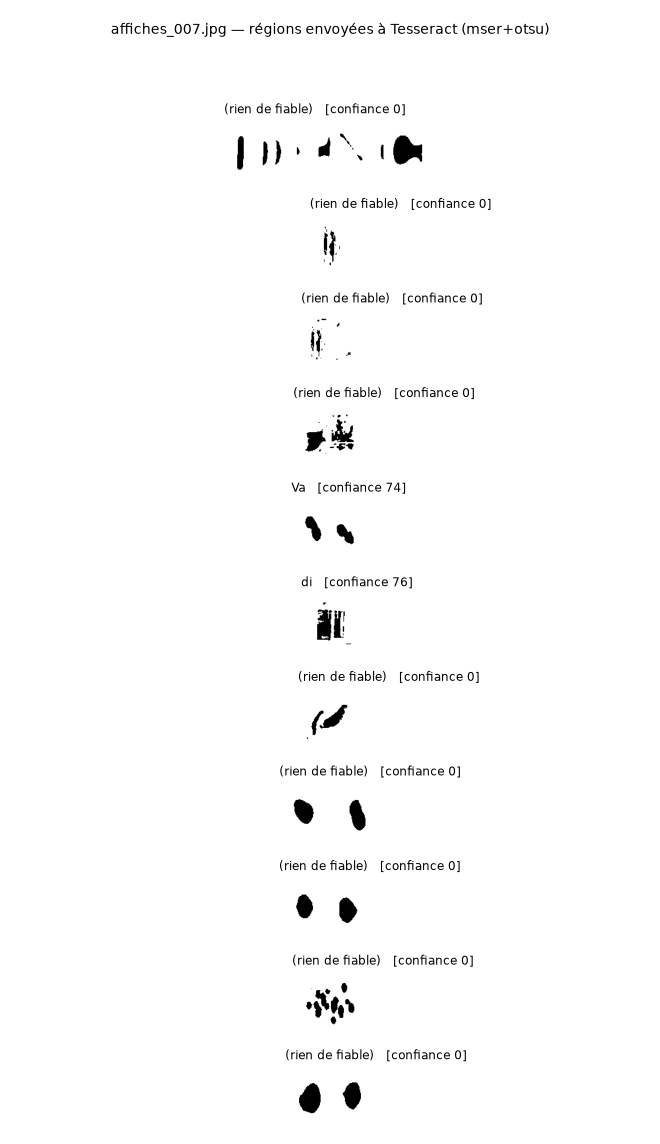 affiches_007.jpg — régions envoyées à Tesseract (mser+otsu)
(rien de fiable) [confiance 0]
(rien de fiable) [confiance 0]
(rien de fiable) [confiance 0]
(rien de fiable) [confiance 0]
Va [confiance 74]
di [confiance 76]
(rien de fiable) [confiance 0]
(rien de fiable) [confiance 0]
(rien de fiable) [confiance 0]
(rien de fiable) [confiance 0]
(rien de fiable) [confiance 0]